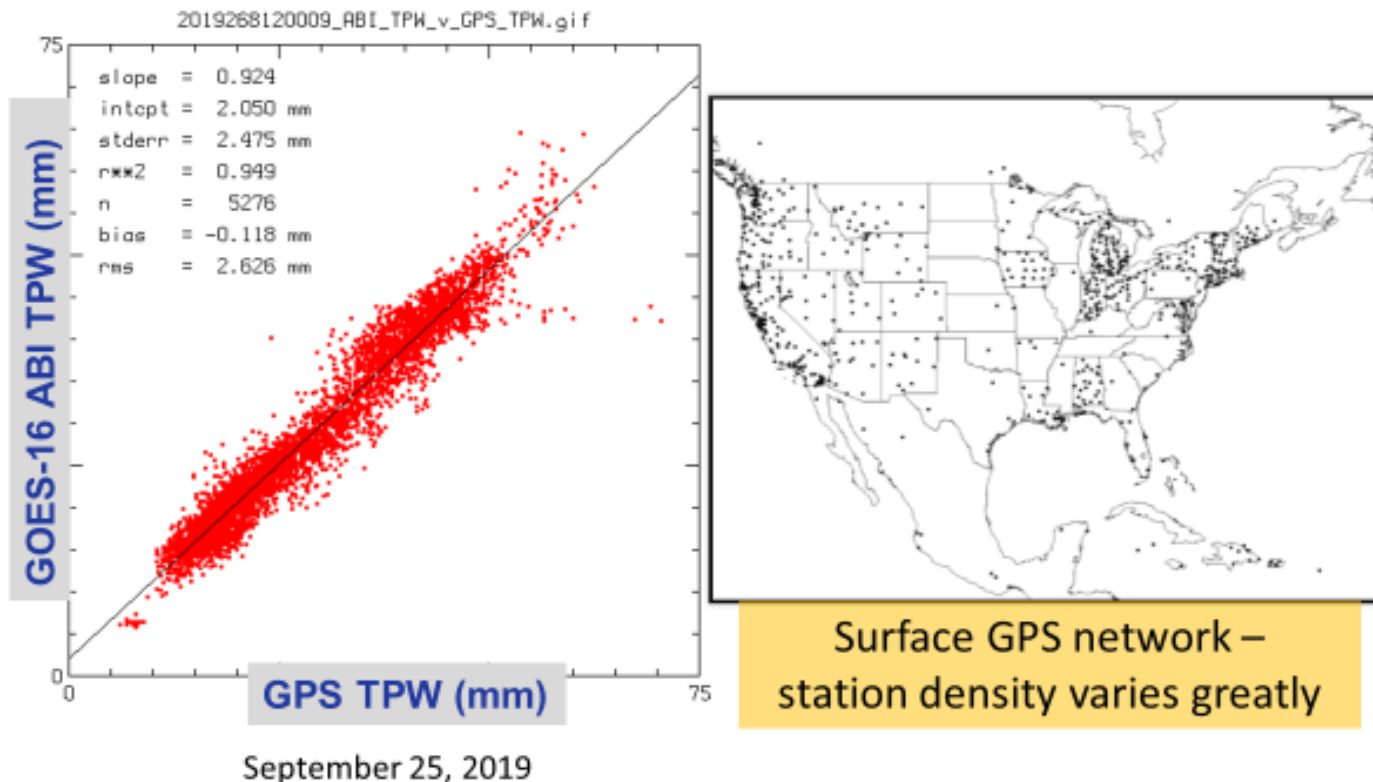 2019268120009_ABI_TPW_v_GPS_TPW.gif
75
slope = 0.924
intcpt = 2.050 mm
stderr = 2.475 mm
r**2 = 0.949
n = 5276
bias = -0.118 mm
rms = 2.626 mm
GOES-16 ABI TPW (mm)
0
0
75
GPS TPW (mm)
September 25, 2019
Surface GPS network –
station density varies greatly